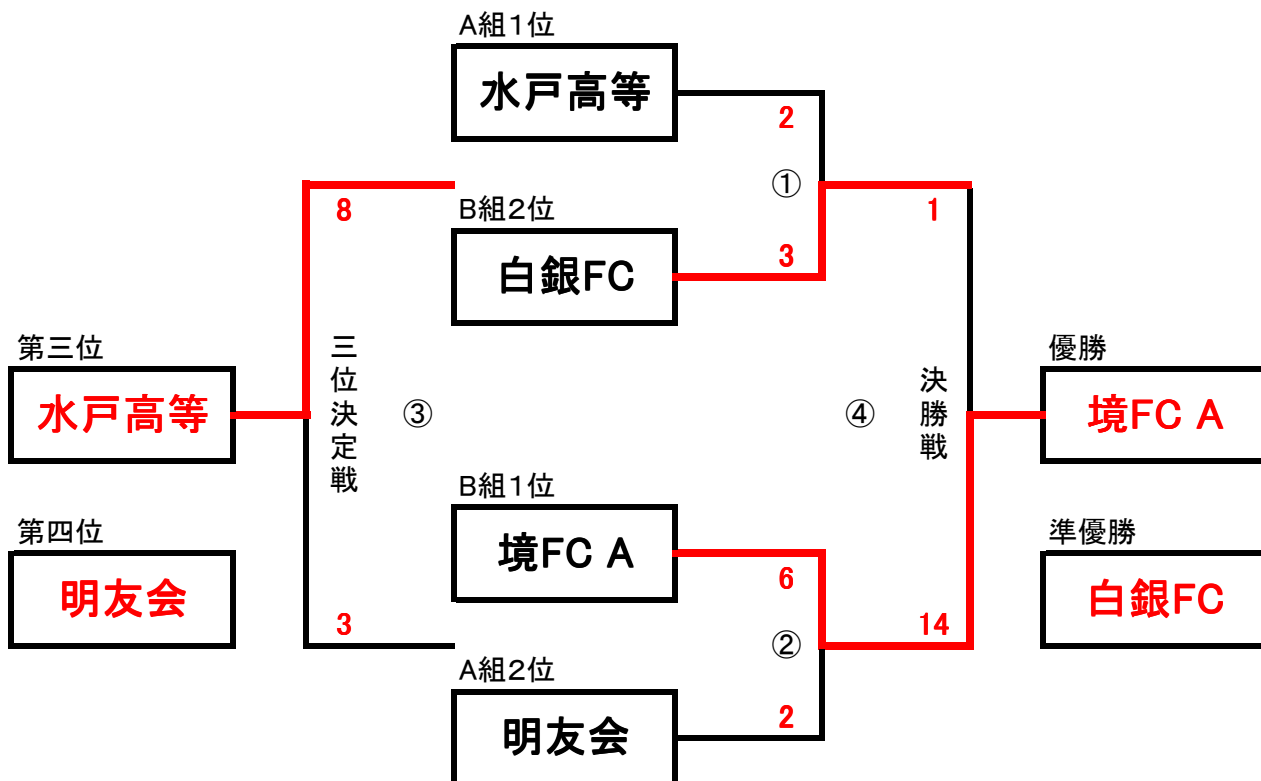 A組1位
水戸高等
2
①
8
B組2位
1
白銀FC
3
第三位
水戸高等
三位決定戦
③
④
決勝戦
優勝
境FC A
B組1位
境FC A
6
第四位
明友会
準優勝
白銀FC
3
14
②
A組2位
明友会
2